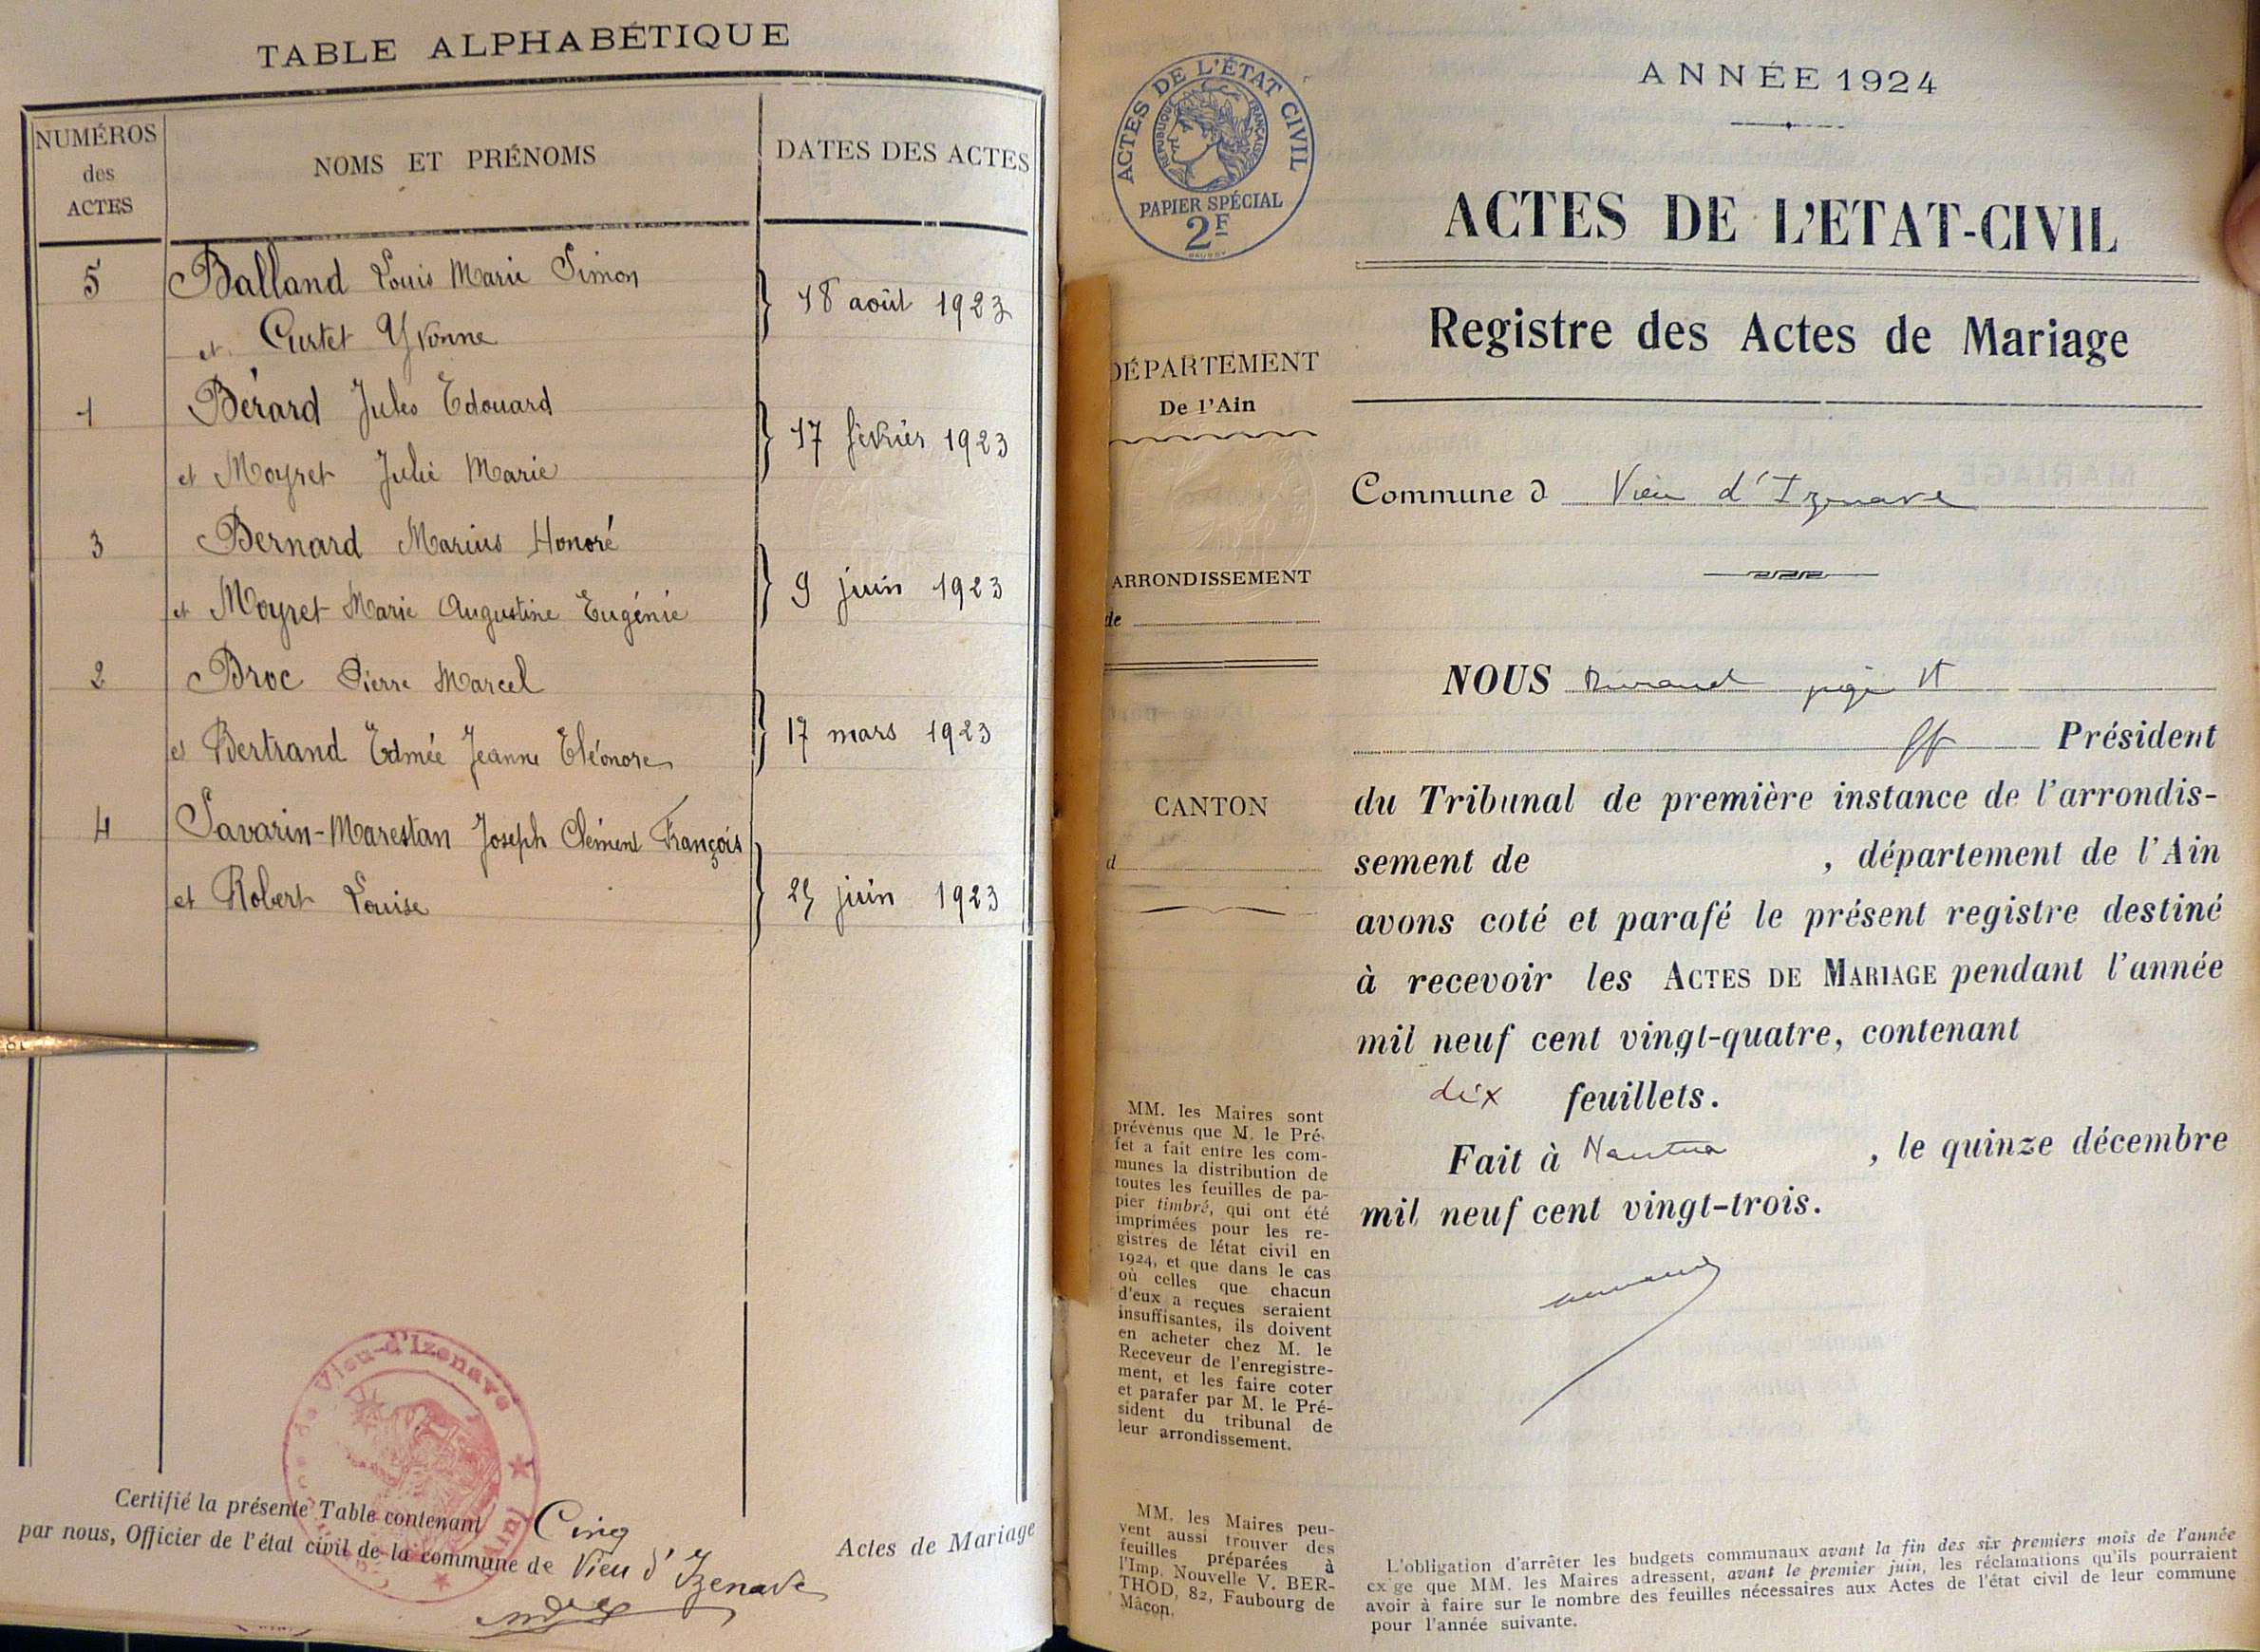 TABLE ALPHABÉTIQUE
NUMÉROS
des
ACTES
NOMS ET PRÉNOMS
DATES DES ACTES
5 Balland Louis Marie Simon
et Curtet Yvonne
18 août 1923
1 Bérard Jules Edouard
et Moyret Julie Marie
17 février 1923
3 Bernard Marius Honoré
et Moyret Marie Augustine Eugénie
9 juin 1923
2 Broc Pierre Marcel
et Bertrand Edmée Jeanne Eléonore
17 mars 1923
4 Savarin-Marestan Joseph Clément François
et Robert Louise
juin 1923
Vieu-d'Izenave
Certifié la présente Table contenant Cinq Actes de Mariage
par nous, Officier de l'état civil de la commune de Vieu d'Izenave
ACTES DE L'ÉTAT CIVIL
RÉPUBLIQUE FRANÇAISE
PAPIER SPÉCIAL
2F
DÉPARTEMENT
De l'Ain
ARRONDISSEMENT
de
CANTON
d
MM. les Maires sont
prévenus que M. le Pré-
fet a fait entre les com-
munes la distribution de
toutes les feuilles de pa-
pier timbré, qui ont été
imprimées pour les re-
gistres de létat civil en
1924, et que dans le cas
où celles que chacun
d'eux a reçues seraient
insuffisantes, ils doivent
en acheter chez M. le
Receveur de l'enregistre-
ment, et les faire coter
et parafer par M. le Pré-
sident du tribunal de
leur arrondissement.
MM. les Maires peu-
vent aussi trouver des
feuilles préparées à
l'Imp. Nouvelle V. BER-
THOD, 82, Faubourg de
Mâcon.
ANNÉE 1924
ACTES DE L'ETAT-CIVIL
Registre des Actes de Mariage
Commune d Vieu d'Izenave
NOUS
ff Président
du Tribunal de première instance de l'arrondis-
sement de , département de l'Ain
avons coté et parafé le présent registre destiné
à recevoir les ACTES DE MARIAGE pendant l'année
mil neuf cent vingt-quatre, contenant
dix feuillets.
Fait à Nantua , le quinze décembre
mil neuf cent vingt-trois.
L'obligation d'arrêter les budgets communaux avant la fin des six premiers mois de l'année
ex ge que MM. les Maires adressent, avant le premier juin, les réclamations qu'ils pourraient
avoir à faire sur le nombre des feuilles nécessaires aux Actes de l'état civil de leur commune
pour l'année suivante.